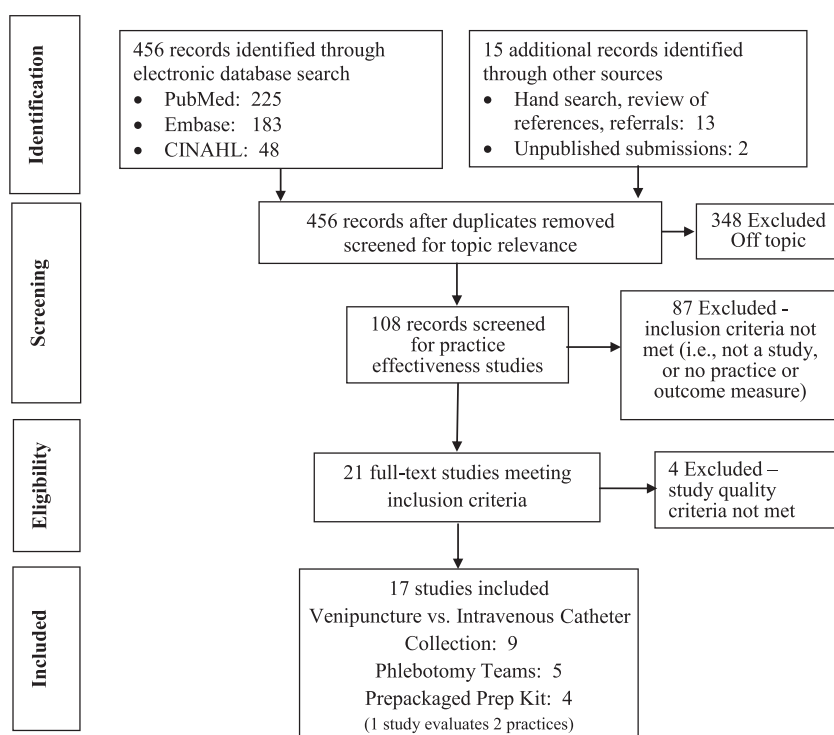 Identification
456 records identified through
electronic database search
• PubMed: 225
• Embase: 183
• CINAHL: 48
15 additional records identified
through other sources
• Hand search, review of
references, referrals: 13
• Unpublished submissions: 2
Screening
456 records after duplicates removed
screened for topic relevance
348 Excluded
Off topic
108 records screened
for practice
effectiveness studies
87 Excluded -
inclusion criteria not
met (i.e., not a study,
or no practice or
outcome measure)
Eligibility
21 full-text studies meeting
inclusion criteria
4 Excluded –
study quality
criteria not met
Included
17 studies included
Venipuncture vs. Intravenous Catheter
Collection: 9
Phlebotomy Teams: 5
Prepackaged Prep Kit: 4
(1 study evaluates 2 practices)